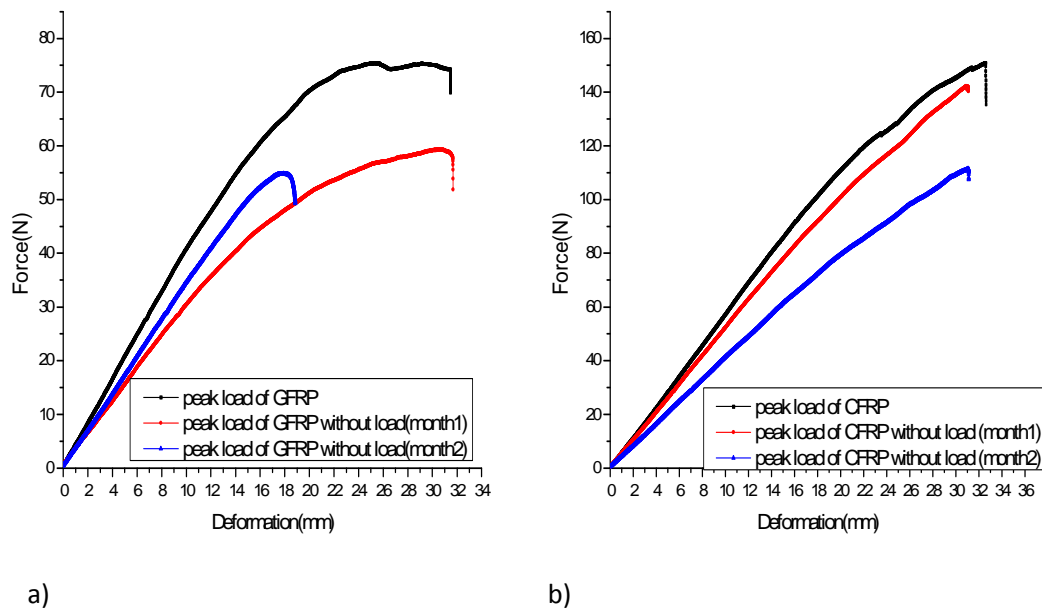 80
70
60
50
40
30
20
10
0
Force(N)
peak load of GFRP
peak load of GFRP without load(month1)
peak load of GFRP without load(month2)
0 2 4 6 8 10 12 14 16 18 20 22 24 26 28 30 32 34
Deformation(mm)
a)
160
140
120
100
80
60
40
20
0
Force(N)
peak load of CFRP
peak load of CFRP without load (month1)
peak load of CFRP without load (month2)
0 2 4 6 8 10 12 14 16 18 20 22 24 26 28 30 32 34 36
Deformation(mm)
b)